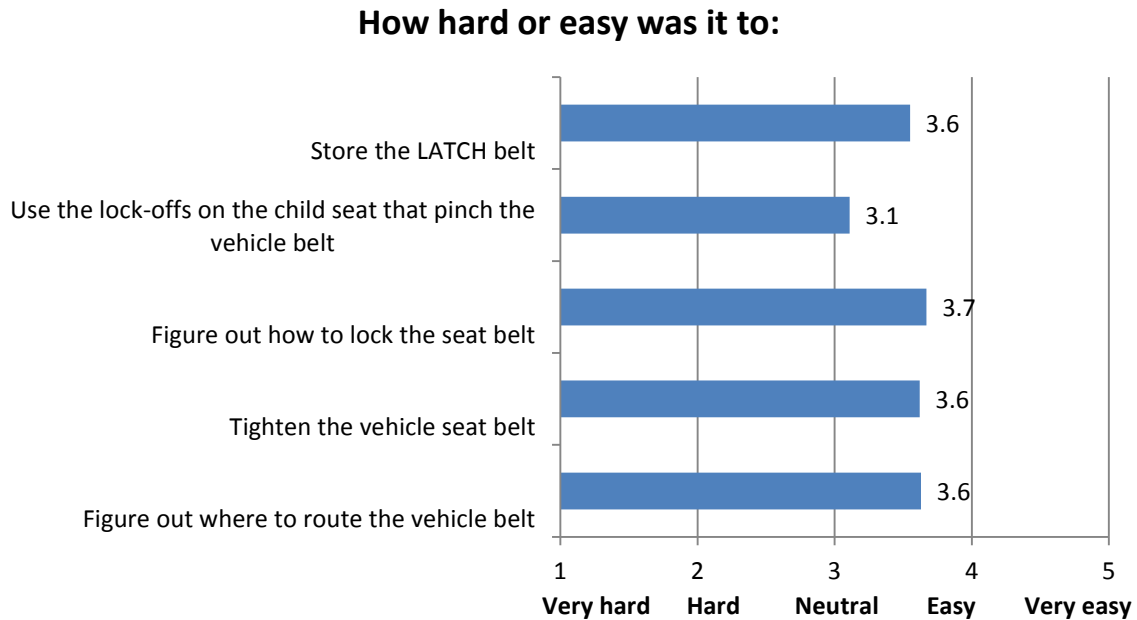 How hard or easy was it to:
Store the LATCH belt
3.6
Use the lock-offs on the child seat that pinch the
vehicle belt
3.1
Figure out how to lock the seat belt
3.7
Tighten the vehicle seat belt
3.6
Figure out where to route the vehicle belt
3.6
1 2 3 4 5
Very hard Hard Neutral Easy Very easy